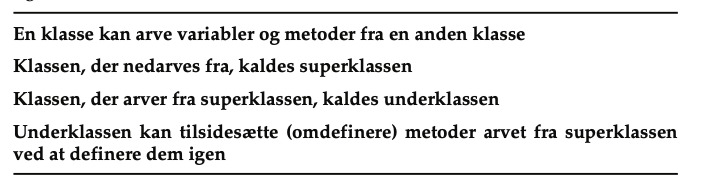 En klasse kan arve variabler og metoder fra en anden klasse
Klassen, der nedarves fra, kaldes superklassen
Klassen, der arver fra superklassen, kaldes underklassen
Underklassen kan tilsidesætte (omdefinere) metoder arvet fra superklassen
ved at definere dem igen